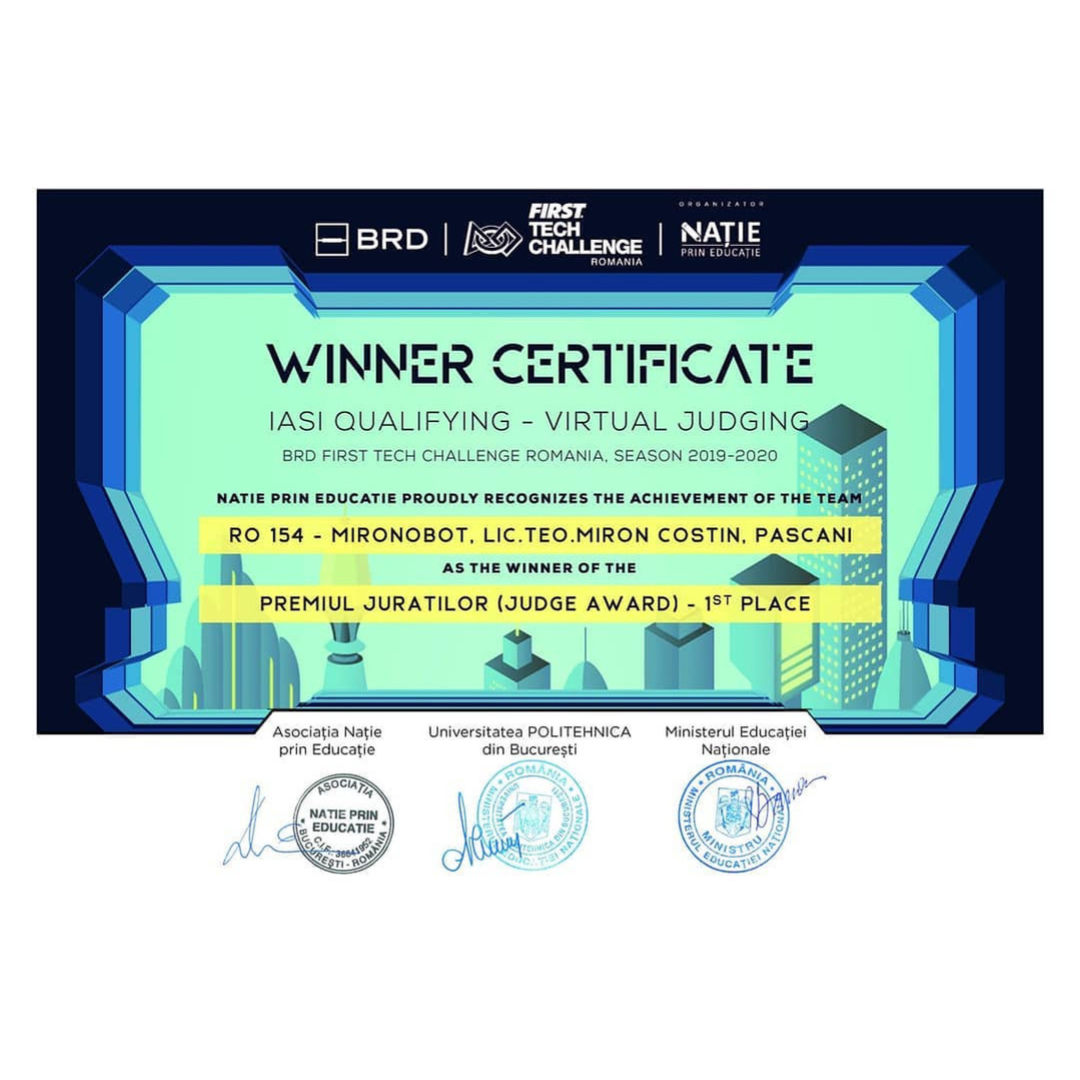 BRD
FIRST
TECH
CHALLENGE
ROMANIA
ORGANIZATOR
NAȚIE
PRIN EDUCAȚIE
WINNER CERTIFICATE
IASI QUALIFYING - VIRTUAL JUDGING
BRD FIRST TECH CHALLENGE ROMANIA, SEASON 2019-2020
NATIE PRIN EDUCATIE PROUDLY RECOGNIZES THE ACHIEVEMENT OF THE TEAM
RO 154 - MIRONOBOT, LIC.TEO.MIRON COSTIN, PASCANI
AS THE WINNER OF THE
PREMIUL JURATILOR (JUDGE AWARD) - 1ST PLACE
Asociația Nație
prin Educație
Universitatea POLITEHNICA
din București
Ministerul Educației
Naționale
ASOCIAȚIA
NATIE PRIN
EDUCATIE
C.I.F. 36641952
BUCUREȘTI - ROMÂNIA
ROMÂNIA
ROMÂNIA
MINISTERUL EDUCAȚIEI NAȚIONALE
MINISTRU